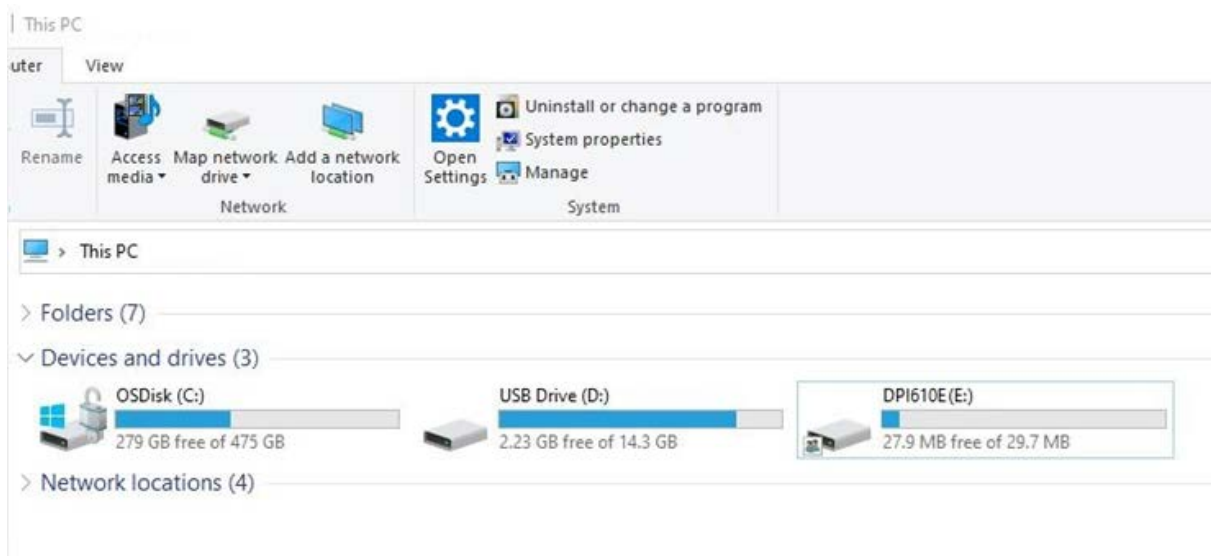 | This PC
uter View
Rename
Access media
Map network drive
Add a network location
Open Settings
Uninstall or change a program
System properties
Manage
Network
System
> This PC
> Folders (7)
Devices and drives (3)
OSDisk (C:)
279 GB free of 475 GB
USB Drive (D:)
2.23 GB free of 14.3 GB
DPI610E(E:)
27.9 MB free of 29.7 MB
> Network locations (4)